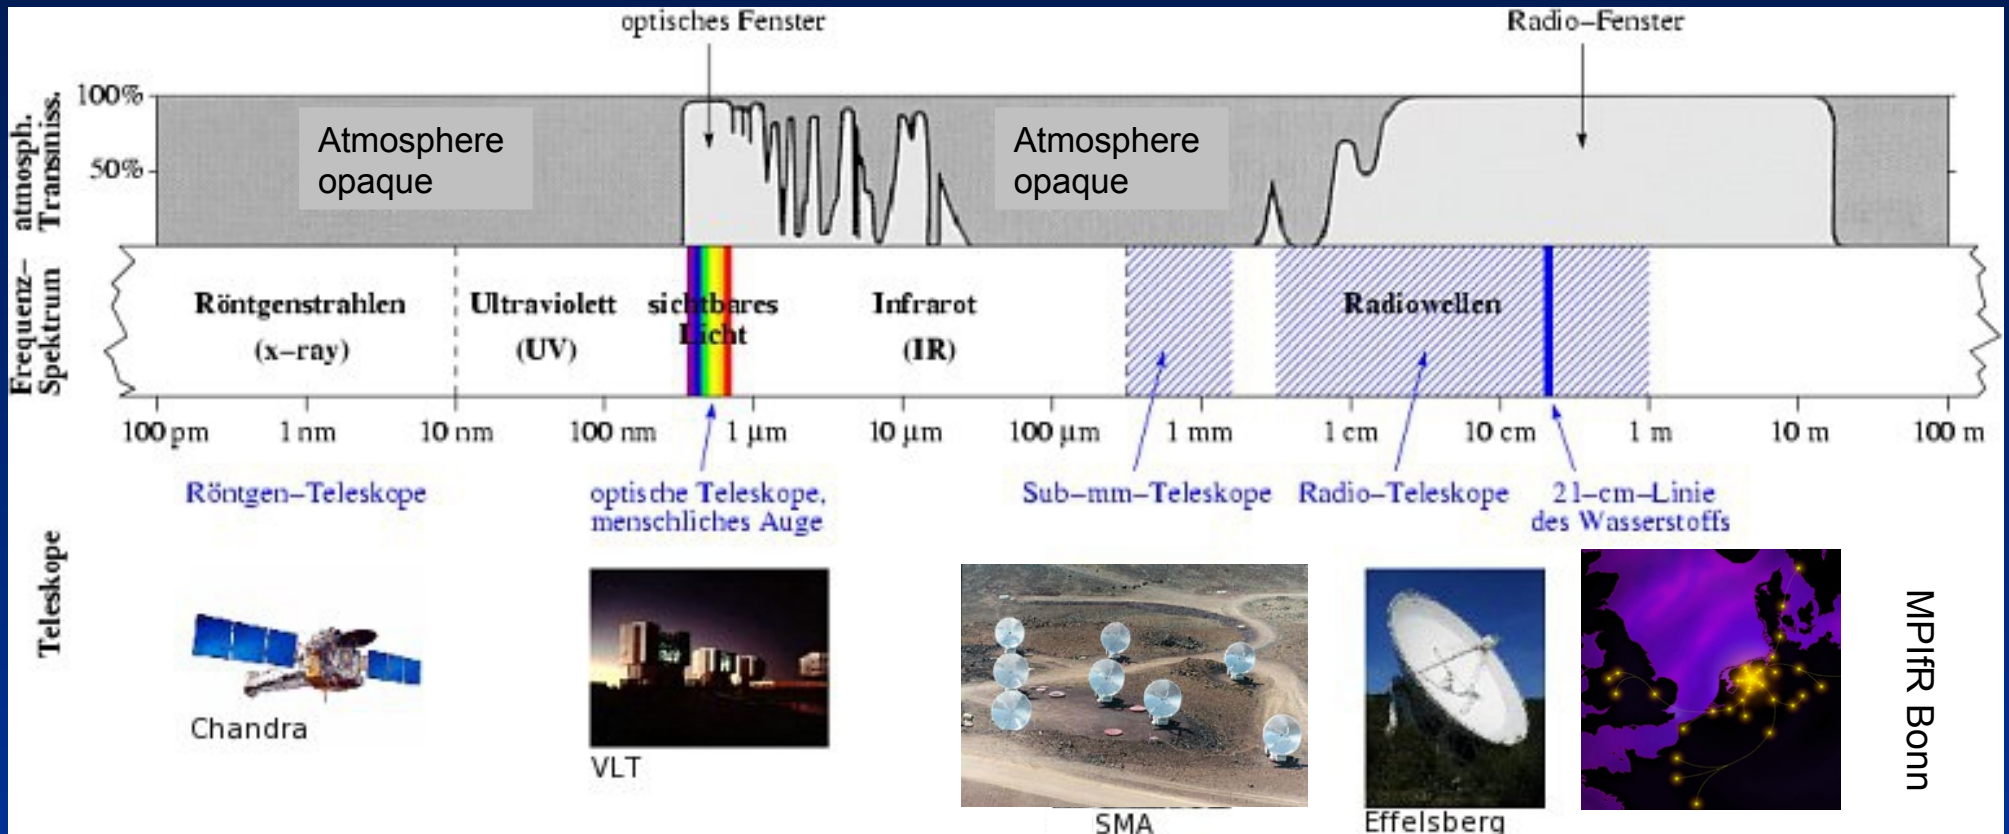 optisches Fenster
Radio-Fenster
atmosph.
Transmiss.
100%
50%
Atmosphere
opaque
Atmosphere
opaque
Frequenz-
Spektrum
Röntgenstrahlen
(x-ray)
Ultraviolett
(UV)
sichtbares
Licht
Infrarot
(IR)
Radiowellen
100 pm 1 nm 10 nm 100 nm 1 µm 10 µm 100 µm 1 mm 1 cm 10 cm 1 m 10 m 100 m
Röntgen-Teleskope
optische Teleskope,
menschliches Auge
Sub-mm-Teleskope
Radio-Teleskope
21-cm-Linie
des Wasserstoffs
Teleskope
Chandra
VLT
SMA
Effelsberg
MPIfR Bonn